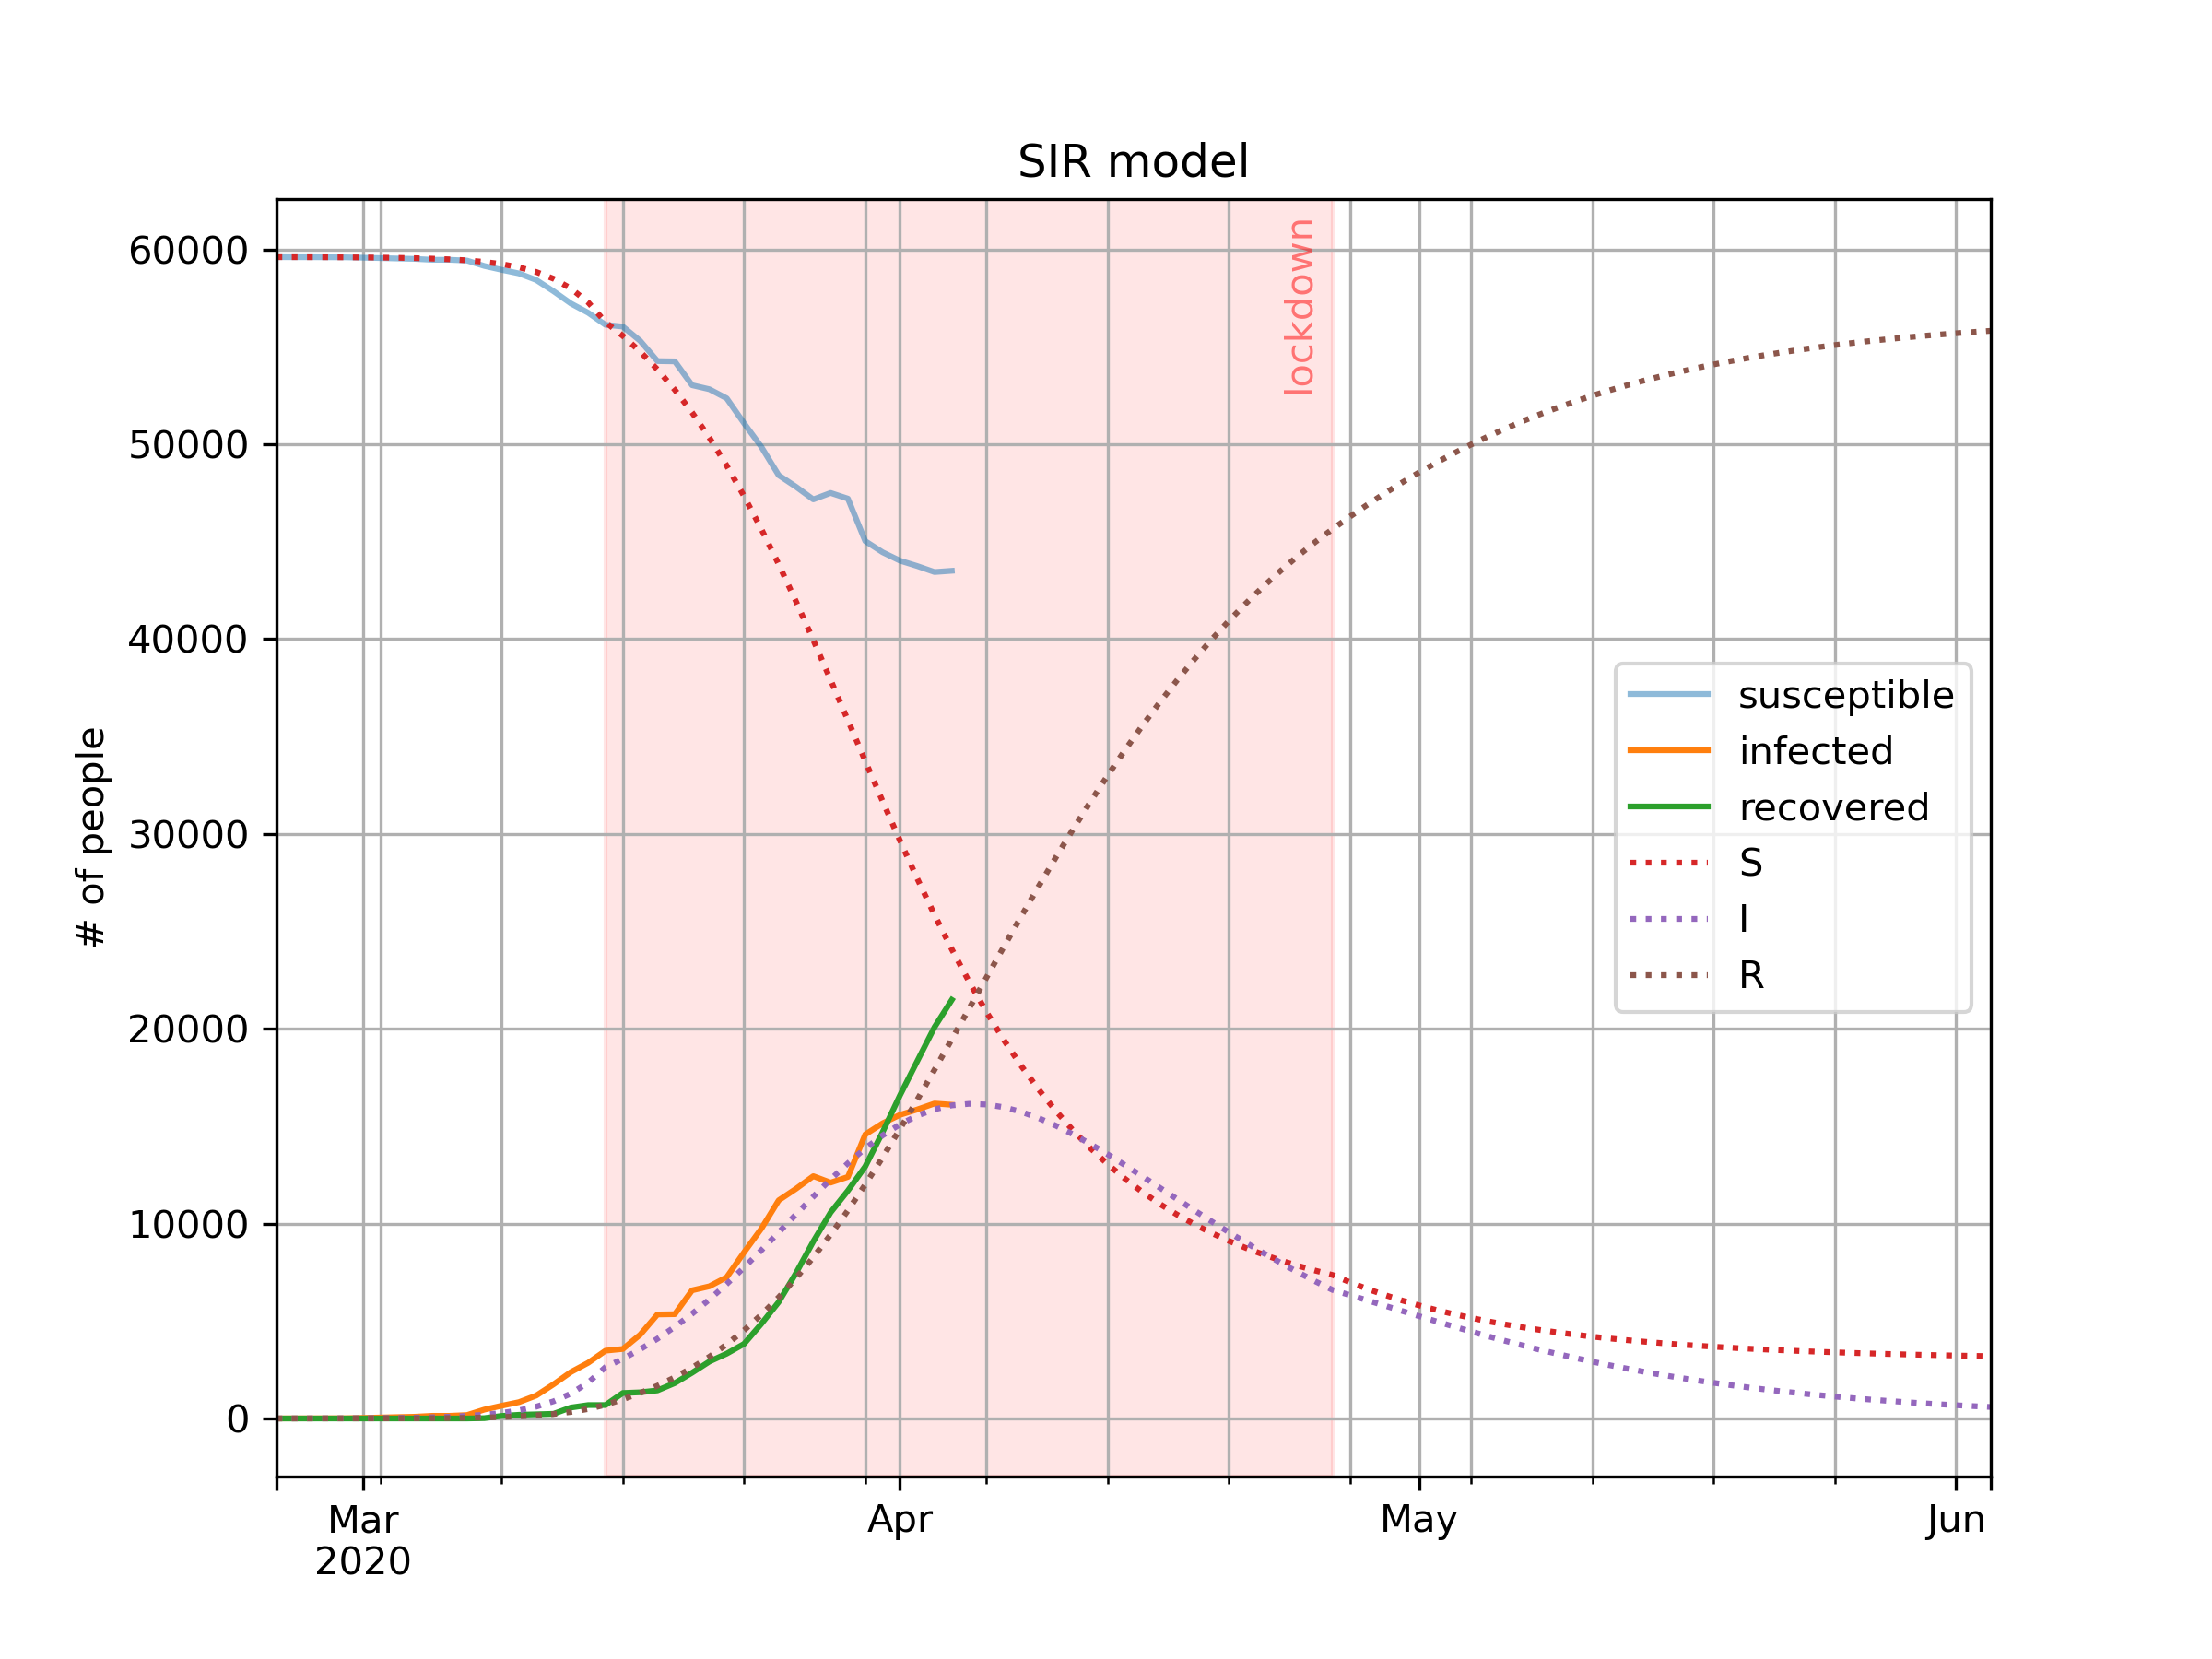 SIR model
60000
50000
40000
30000
20000
10000
0
# of people
lockdown
susceptible
infected
recovered
S
I
R
Mar
2020
Apr
May
Jun